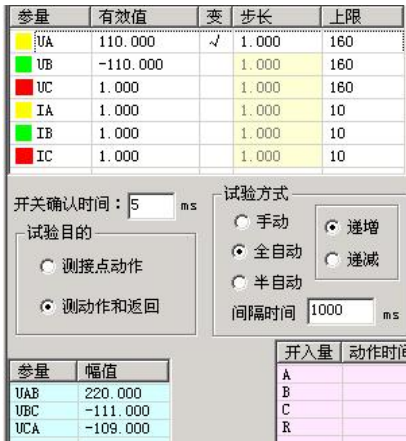 参量 有效值 变 步长 上限
UA 110.000 √ 1.000 160
UB -110.000 1.000 160
UC 1.000 1.000 160
IA 1.000 1.000 10
IB 1.000 1.000 10
IC 1.000 1.000 10
开关确认时间：5 ms
试验目的
测接点动作
测动作和返回
试验方式
手动
全自动
半自动
递增
递减
间隔时间 1000 ms
参量 幅值
UAB 220.000
UBC -111.000
UCA -109.000
开入量 动作时间
A
B
C
R